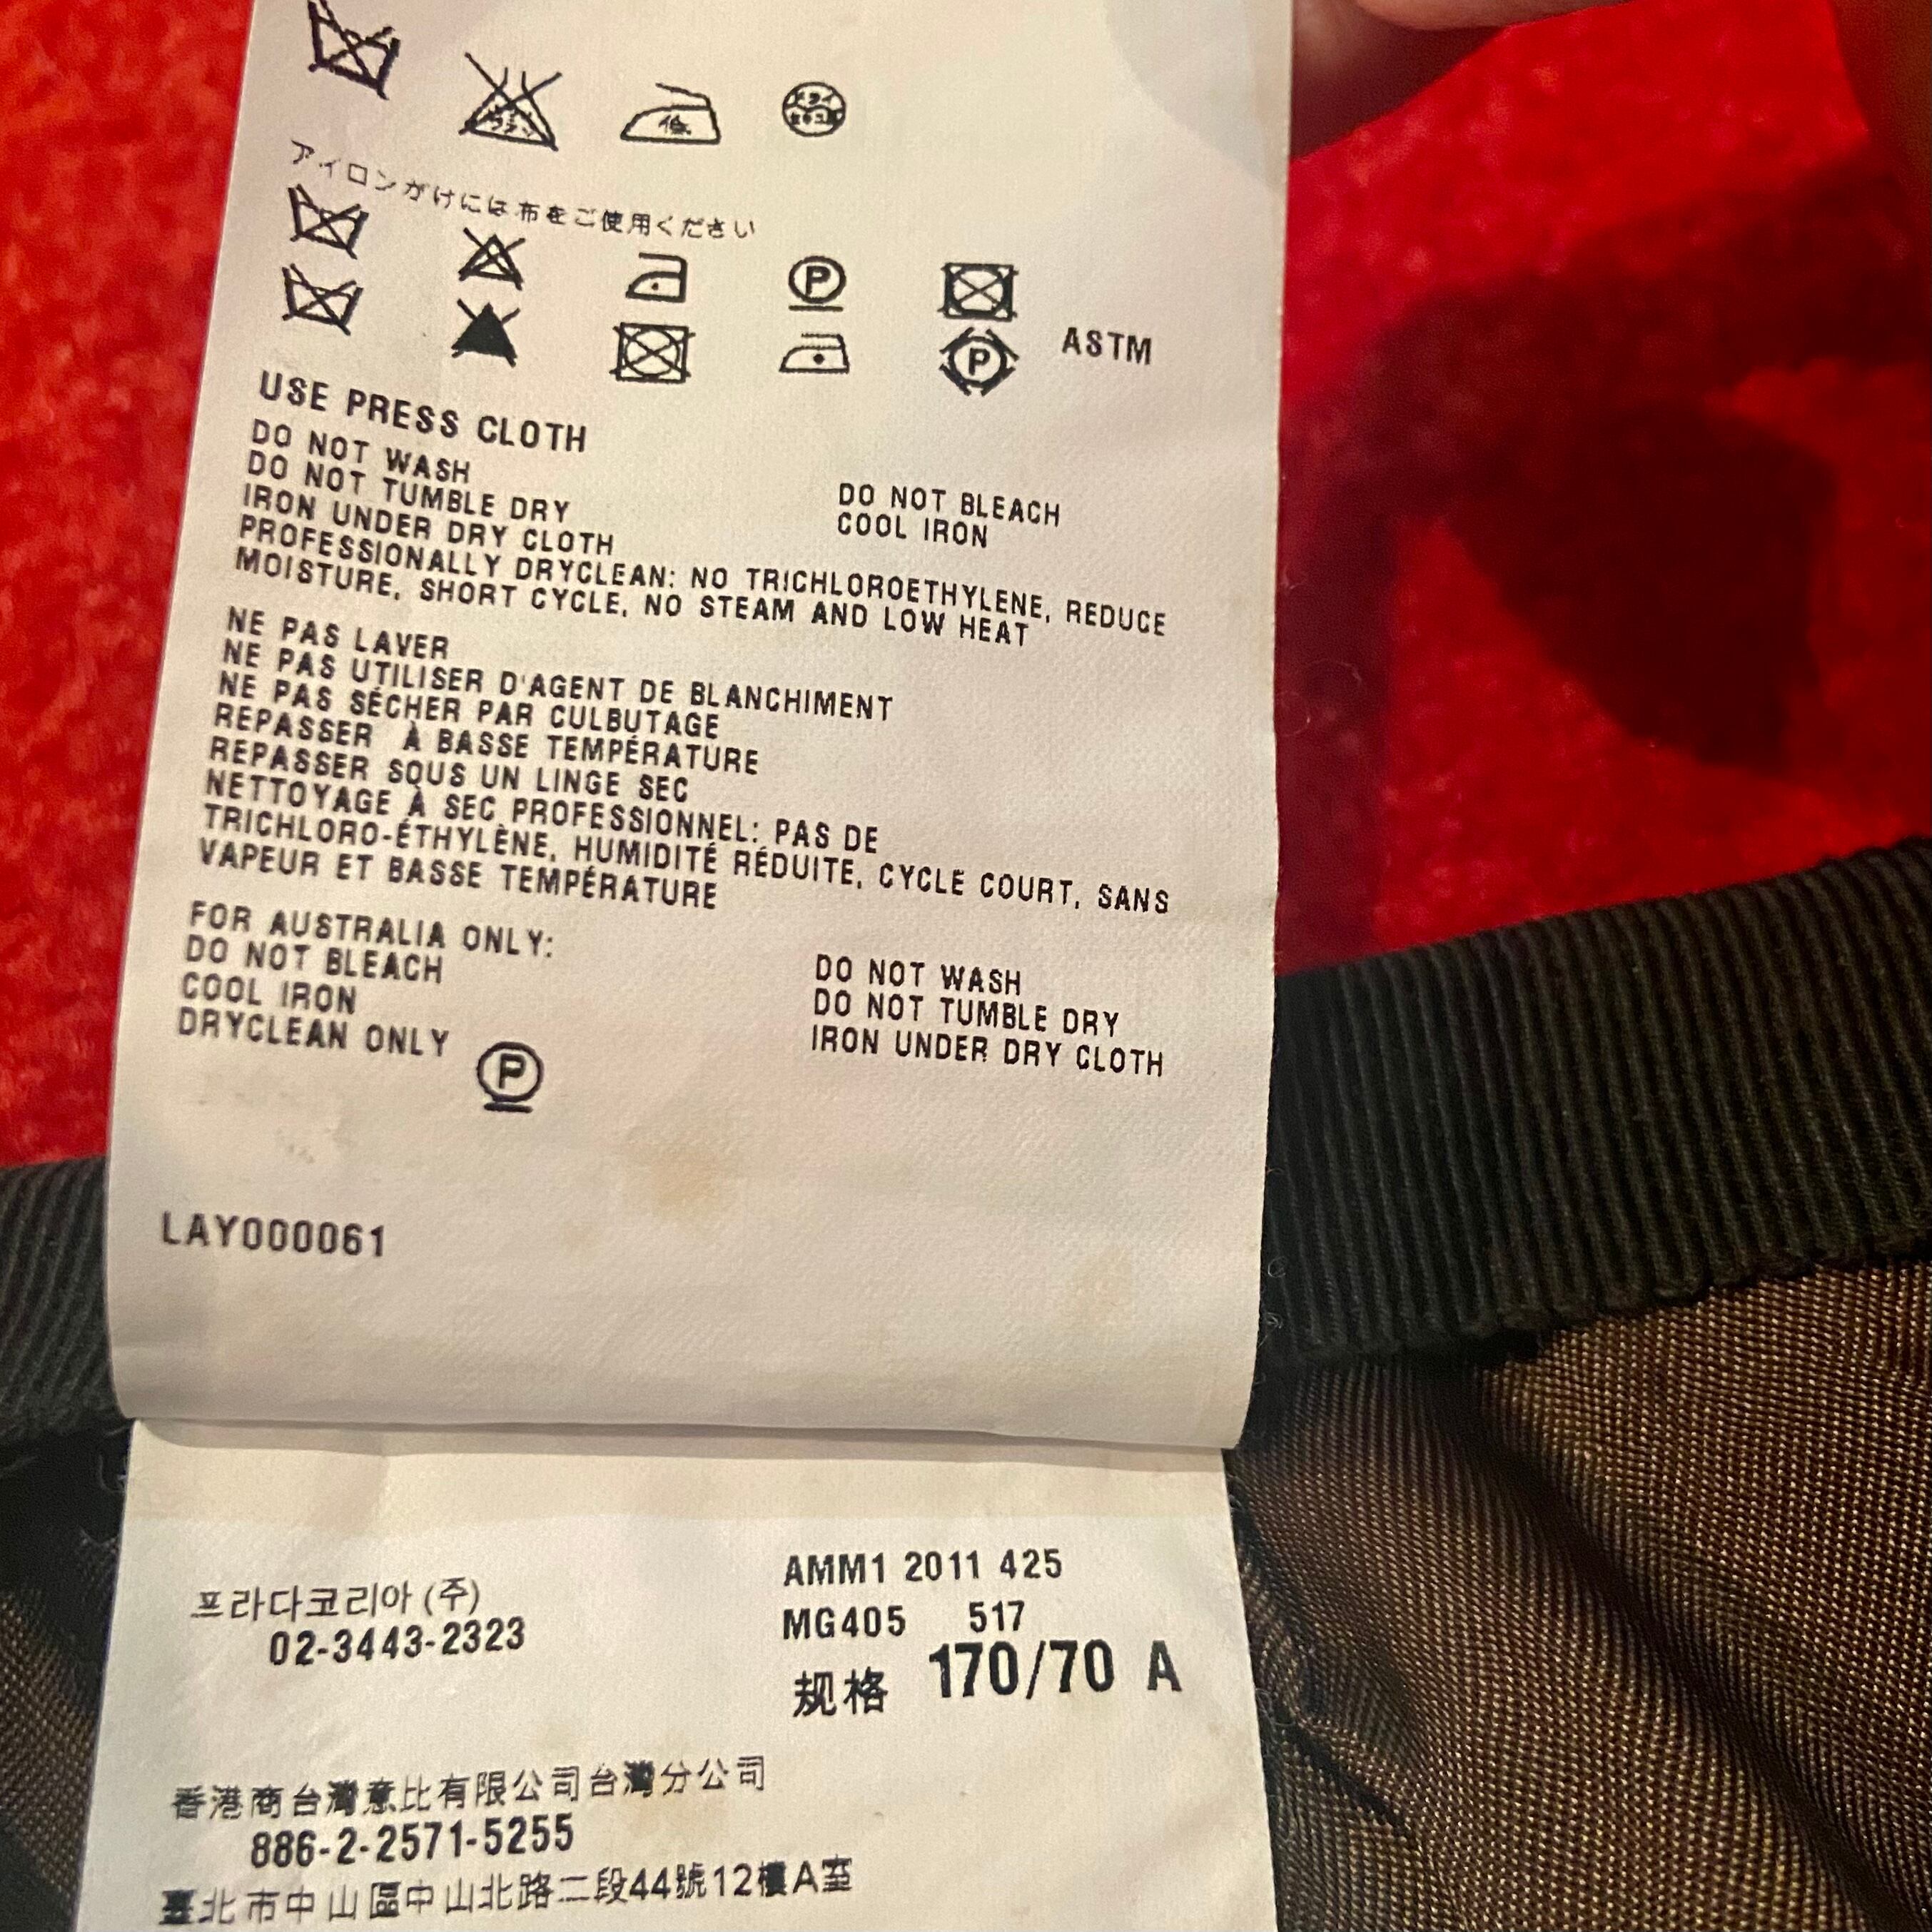 ドライ
セキユ系
低
アイロンがけには布をご使用ください
P
P ASTM
USE PRESS CLOTH
DO NOT WASH
DO NOT TUMBLE DRY DO NOT BLEACH
IRON UNDER DRY CLOTH COOL IRON
PROFESSIONALLY DRYCLEAN: NO TRICHLOROETHYLENE, REDUCE
MOISTURE, SHORT CYCLE, NO STEAM AND LOW HEAT
NE PAS LAVER
NE PAS UTILISER D'AGENT DE BLANCHIMENT
NE PAS SÉCHER PAR CULBUTAGE
REPASSER À BASSE TEMPÉRATURE
REPASSER SOUS UN LINGE SEC
NETTOYAGE À SEC PROFESSIONNEL: PAS DE
TRICHLORO-ÉTHYLÈNE, HUMIDITÉ RÉDUITE, CYCLE COURT, SANS
VAPEUR ET BASSE TEMPÉRATURE
FOR AUSTRALIA ONLY:
DO NOT BLEACH DO NOT WASH
COOL IRON DO NOT TUMBLE DRY
DRYCLEAN ONLY P IRON UNDER DRY CLOTH
LAY000061
AMM1 2011 425
프라다코리아 (주) MG405 517
02-3443-2323 规格 170/70 A
香港商台灣意比有限公司台灣分公司
886-2-2571-5255
臺北市中山區中山北路二段44號12樓A室